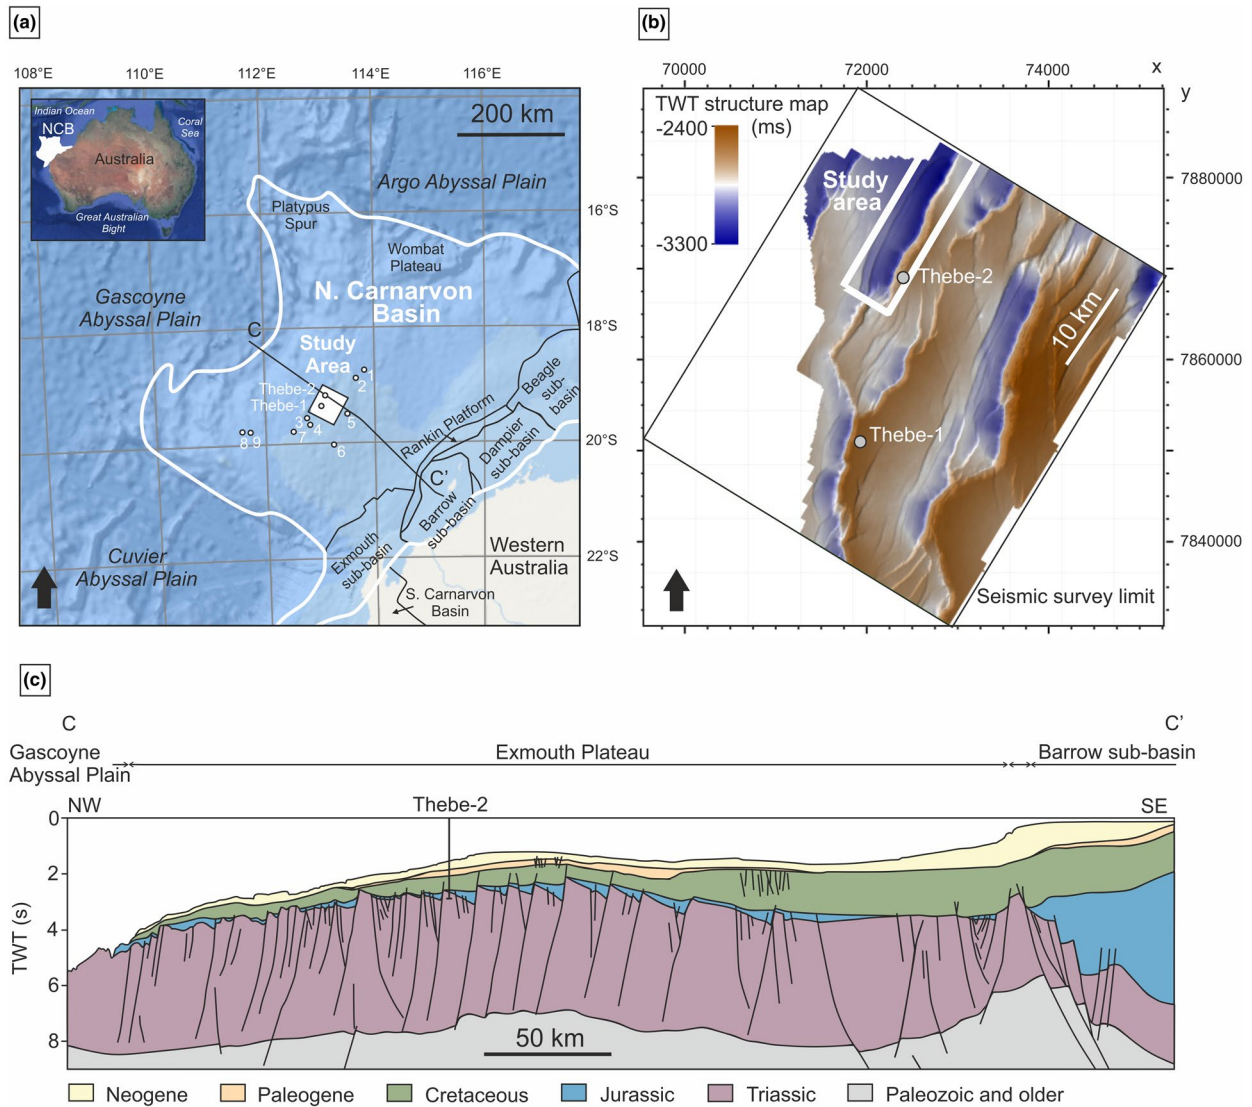 (a)
108°E
110°E
112°E
114°E
116°E
200 km
Indian Ocean
NCB
Coral
Sea
Australia
Great Australian
Bight
Argo Abyssal Plain
16°S
Platypus
Spur
Wombat
Plateau
N. Carnarvon
Basin
Gascoyne
Abyssal Plain
18°S
C
Study
Area
Thebe-2
Thebe-1
1
2
3
4
5
6
7
8
9
Beagle
sub-
basin
Rankin Platform
Dampier
sub-basin
20°S
C'
Barrow
sub-basin
Exmouth
sub-basin
Western
Australia
22°S
Cuvier
Abyssal Plain
S. Carnarvon
Basin
(b)
70000
72000
74000
x
y
TWT structure map
(ms)
-2400
-3300
Study
area
7880000
Thebe-2
10 km
7860000
Thebe-1
7840000
Seismic survey limit
(c)
C
C'
Gascoyne
Abyssal Plain
Exmouth Plateau
Barrow sub-basin
NW
Thebe-2
SE
TWT (s)
0
2
4
6
8
50 km
Neogene
Paleogene
Cretaceous
Jurassic
Triassic
Paleozoic and older